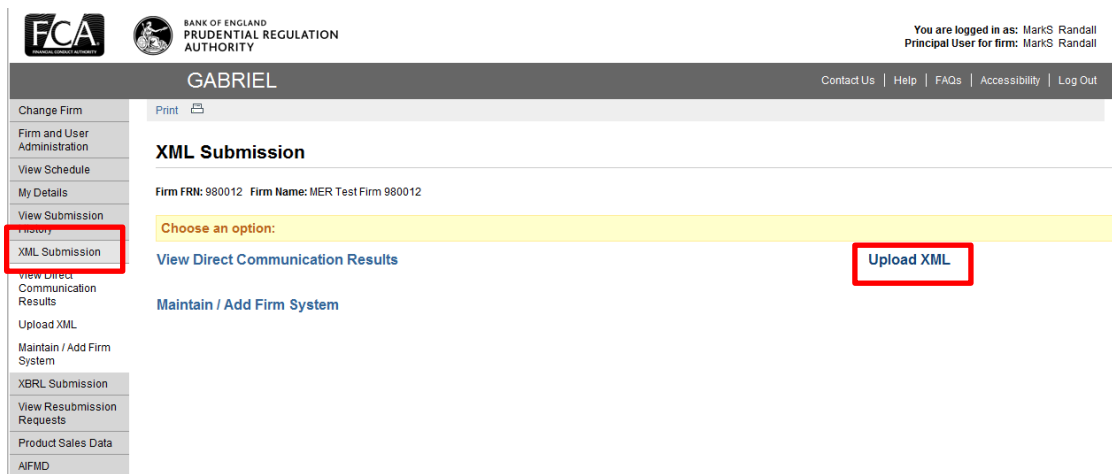 FCA
FINANCIAL CONDUCT AUTHORITY
BANK OF ENGLAND
PRUDENTIAL REGULATION
AUTHORITY
You are logged in as: MarkS Randall
Principal User for firm: MarkS Randall
GABRIEL
Contact Us | Help | FAQs | Accessibility | Log Out
Change Firm
Firm and User
Administration
View Schedule
My Details
View Submission
History
XML Submission
View Direct
Communication
Results
Upload XML
Maintain / Add Firm
System
XBRL Submission
View Resubmission
Requests
Product Sales Data
AIFMD
Print
XML Submission
Firm FRN: 980012 Firm Name: MER Test Firm 980012
Choose an option:
View Direct Communication Results
Upload XML
Maintain / Add Firm System